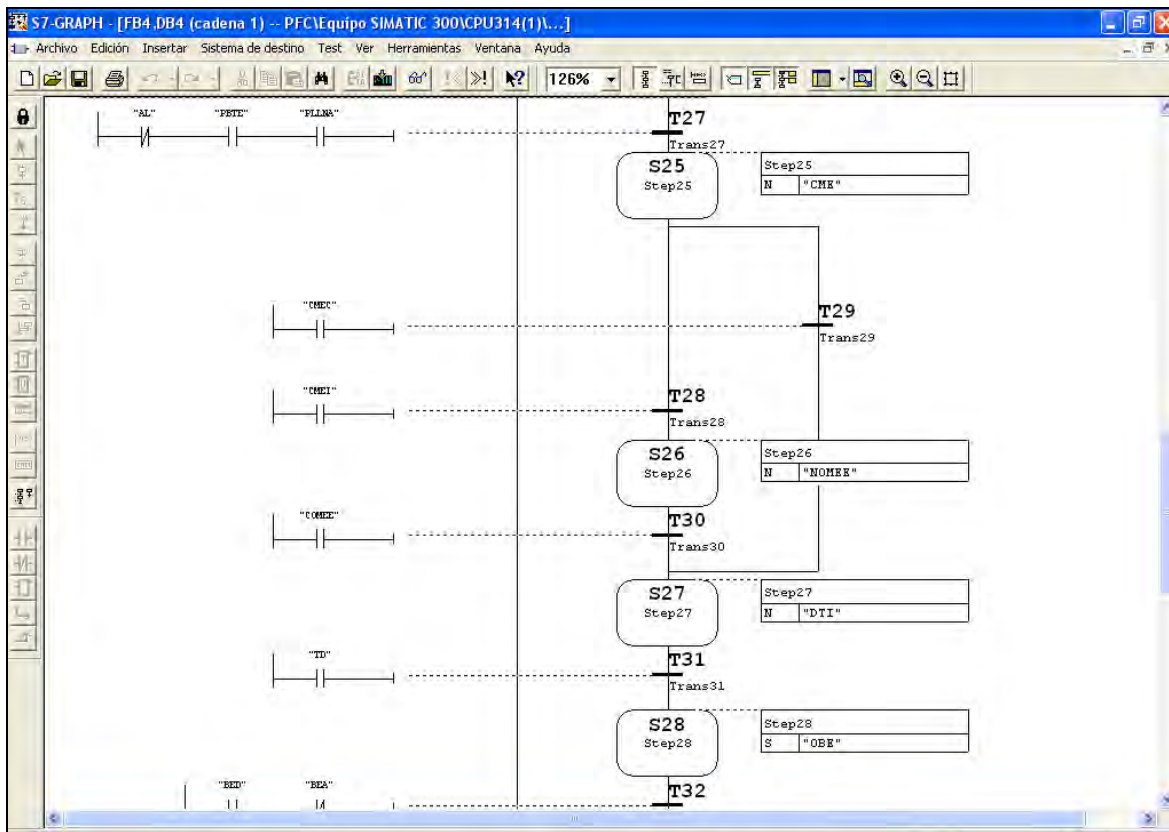 S7-GRAPH - [FB4,DB4 (cadena 1) -- PFC\Equipo SIMATIC 300\CPU314(1)\...]
Archivo Edición Insertar Sistema de destino Test Ver Herramientas Ventana Ayuda
126%
"AL" "PBTE" "PLLNA"
T27
Trans27
S25
Step25
Step25
N "CME"
"CMEC"
T29
Trans29
"CMEI"
T28
Trans28
S26
Step26
Step26
N "NOMEE"
"COMEE"
T30
Trans30
S27
Step27
Step27
N "DTI"
"TD"
T31
Trans31
S28
Step28
Step28
S "OBE"
"BED" "BEA"
T32